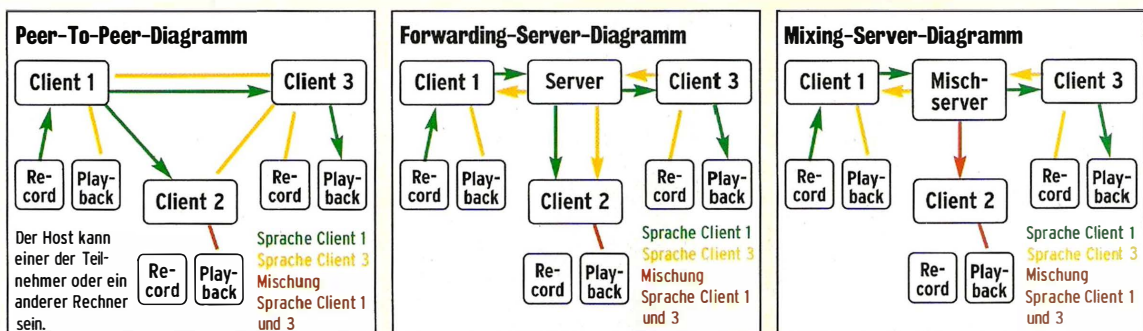 Peer-To-Peer-Diagramm
Client 1
Client 3
Re-
cord
Play-
back
Client 2
Re-
cord
Play-
back
Re-
cord
Play-
back
Der Host kann
einer der Teil-
nehmer oder ein
anderer Rechner
sein.
Sprache Client 1
Sprache Client 3
Mischung
Sprache Client 1
und 3
Forwarding-Server-Diagramm
Client 1
Server
Client 3
Re-
cord
Play-
back
Client 2
Re-
cord
Play-
back
Re-
cord
Play-
back
Sprache Client 1
Sprache Client 3
Mischung
Sprache Client 1
und 3
Mixing-Server-Diagramm
Client 1
Misch-
server
Client 3
Re-
cord
Play-
back
Client 2
Re-
cord
Play-
back
Re-
cord
Play-
back
Sprache Client 1
Sprache Client 3
Mischung
Sprache Client 1
und 3